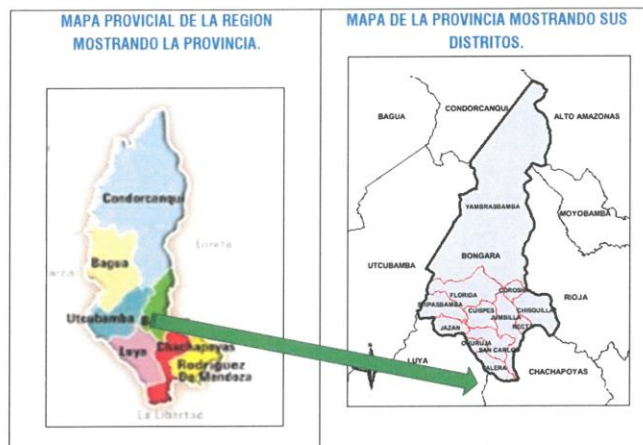 MAPA PROVICIAL DE LA REGION
MOSTRANDO LA PROVINCIA.
Condorcanqui
Loreto
Bagua
Utcubamba
Luya
Chachapoyas
Rodriguez
De Mendoza
La Libertad
MAPA DE LA PROVINCIA MOSTRANDO SUS
DISTRITOS.
CONDORCANQUI
BAGUA
ALTO AMAZONAS
YAMBRASBAMBA
MOYOBAMBA
BONGARA
UTCUBAMBA
RIOJA
FLORIDA
CUISPES
CHISQUILLA
JUMBILLA
RECTA
JAZAN
SAN CARLOS
LUYA
CHACHAPOYAS